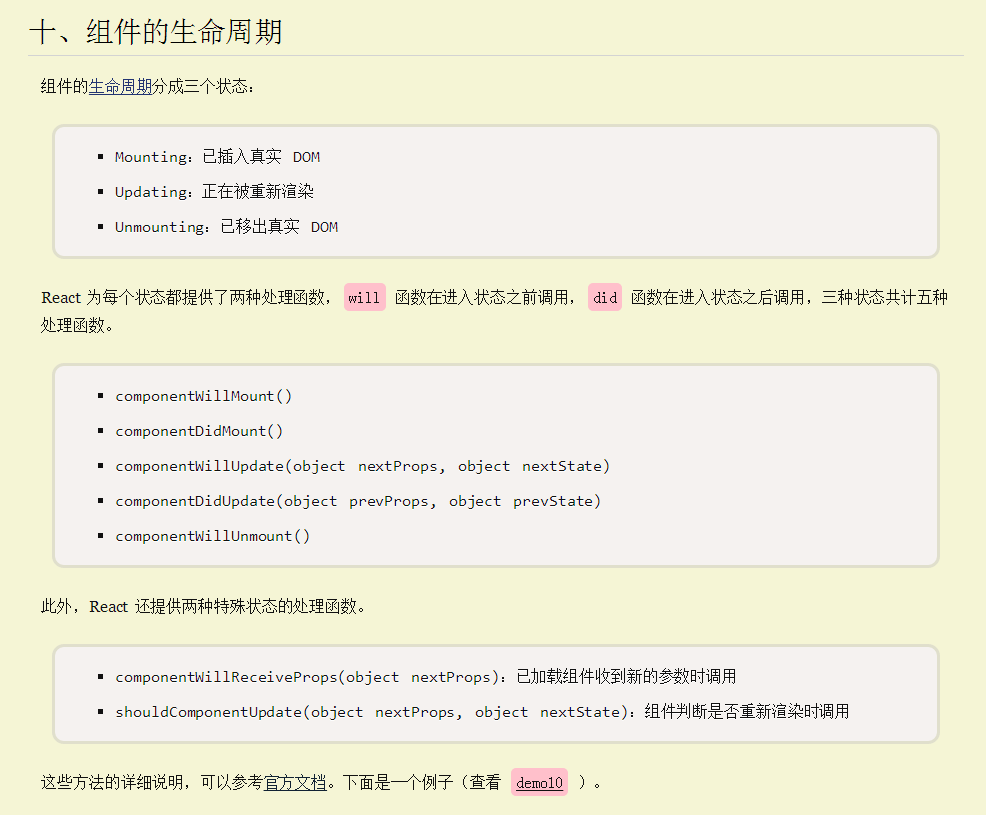 十、组件的生命周期
组件的生命周期分成三个状态：
Mounting：已插入真实 DOM
Updating：正在被重新渲染
Unmounting：已移出真实 DOM
React 为每个状态都提供了两种处理函数，will 函数在进入状态之前调用，did 函数在进入状态之后调用，三种状态共计五种
处理函数。
componentWillMount()
componentDidMount()
componentWillUpdate(object nextProps, object nextState)
componentDidUpdate(object prevProps, object prevState)
componentWillUnmount()
此外，React 还提供两种特殊状态的处理函数。
componentWillReceiveProps(object nextProps)：已加载组件收到新的参数时调用
shouldComponentUpdate(object nextProps, object nextState)：组件判断是否重新渲染时调用
这些方法的详细说明，可以参考官方文档。下面是一个例子（查看 demo10 ）。